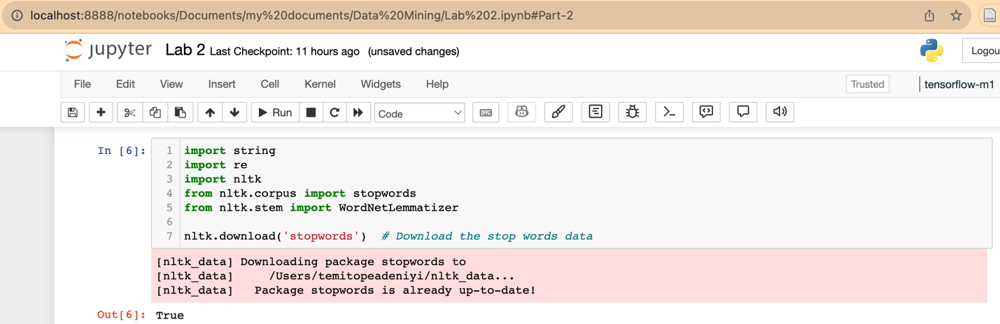 localhost:8888/notebooks/Documents/my%20documents/Data%20Mining/Lab%202.ipynb#Part-2
jupyter Lab 2 Last Checkpoint: 11 hours ago (unsaved changes) Logou
File Edit View Insert Cell Kernel Widgets Help Trusted tensorflow-m1
Run Code
In [6]:
1 import string
2 import re
3 import nltk
4 from nltk.corpus import stopwords
5 from nltk.stem import WordNetLemmatizer
6
7 nltk.download('stopwords')  # Download the stop words data
[nltk_data] Downloading package stopwords to
[nltk_data]     /Users/temitopeadeniyi/nltk_data...
[nltk_data]   Package stopwords is already up-to-date!
Out[6]: True